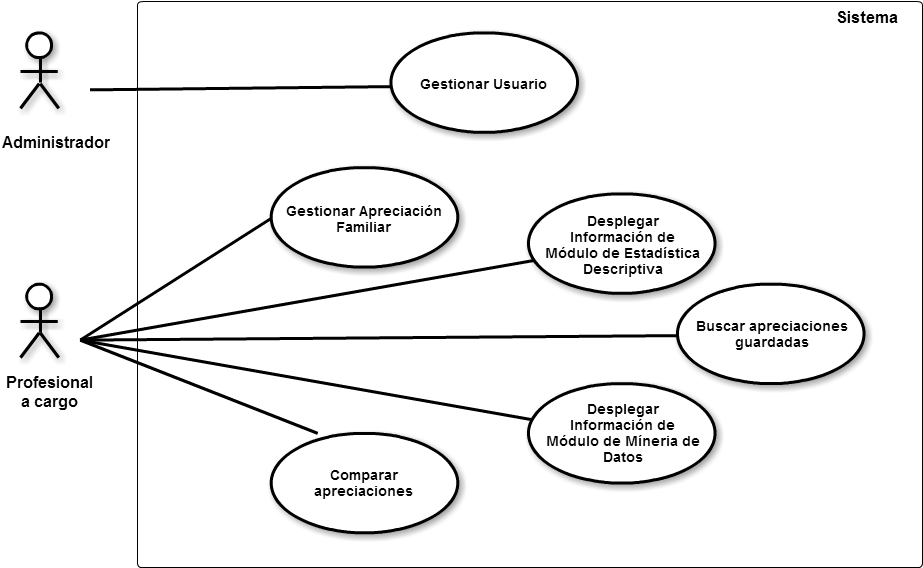 Sistema
Gestionar Usuario
Administrador
Gestionar Apreciación
Familiar
Desplegar
Información de
Módulo de Estadística
Descriptiva
Buscar apreciaciones
guardadas
Profesional
a cargo
Desplegar
Información de
Módulo de Míneria de
Datos
Comparar
apreciaciones